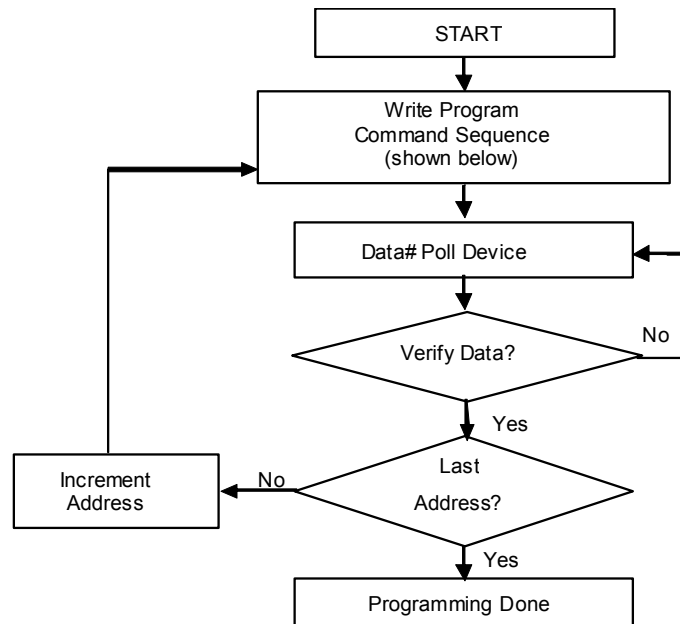 START
Write Program
Command Sequence
(shown below)
Data# Poll Device
Verify Data?
No
Yes
Last
Address?
No
Increment
Address
Yes
Programming Done